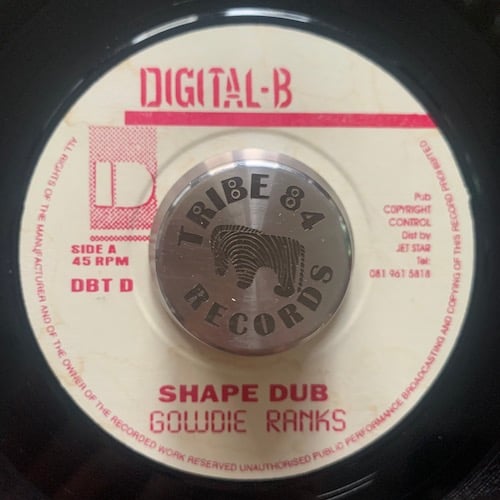 DIGITAL-B
D
SIDE A
45 RPM
DBT D
Pub
COPYRIGHT
CONTROL
Dist by
JET STAR
Tel:
081 961 5818
TRIBE 84
RECORDS
SHAPE DUB
GOWDIE RANKS
ALL RIGHTS OF THE MANUFACTURER AND OF THE OWNER OF THE RECORDED WORK RESERVED UNAUTHORISED PUBLIC PERFORMANCE BROADCASTING AND COPYING OF THIS RECORD PROHIBITED